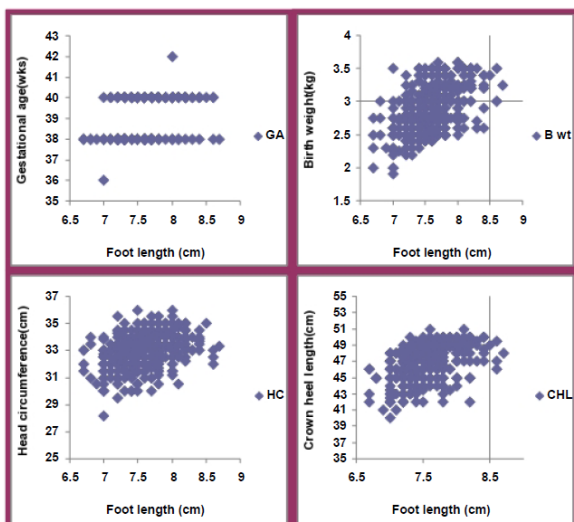 Gestational age(wks)
43
42
41
40
39
38
37
36
35
6.5 7 7.5 8 8.5 9
Foot length (cm)
GA
Birth weight(kg)
4
3.5
3
2.5
2
1.5
1
6.5 7 7.5 8 8.5 9
Foot length (cm)
B wt
Head circumference(cm)
37
35
33
31
29
27
25
6.5 7 7.5 8 8.5 9
Foot length (cm)
HC
Crown heel length(cm)
55
53
51
49
47
45
43
41
39
37
35
6.5 7 7.5 8 8.5 9
Foot length (cm)
CHL